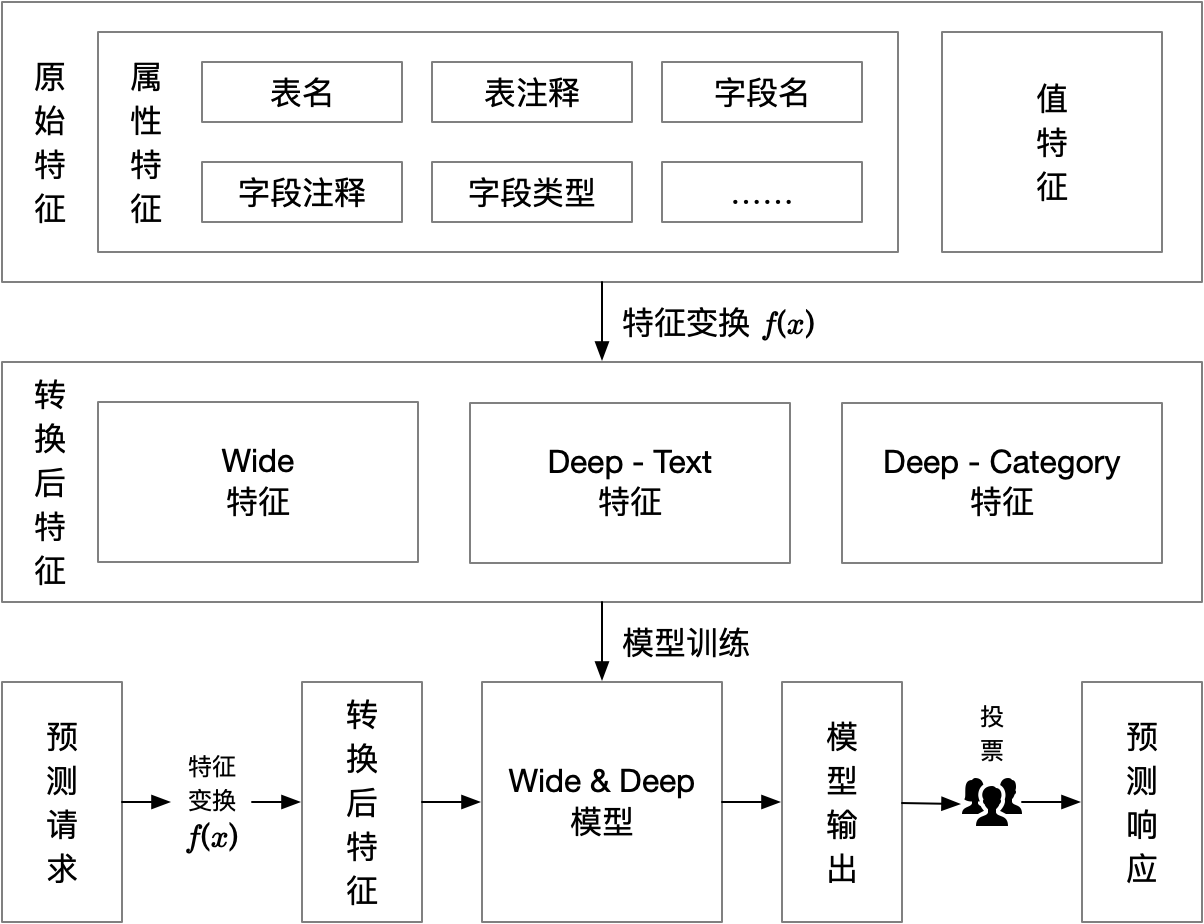 原始特征
属性特征
表名
表注释
字段名
字段注释
字段类型
……
值特征
特征变换 f(x)
转换后特征
Wide
特征
Deep - Text
特征
Deep - Category
特征
模型训练
预测请求
特征
变换
f(x)
转换后特征
Wide & Deep
模型
模型输出
投票
预测响应